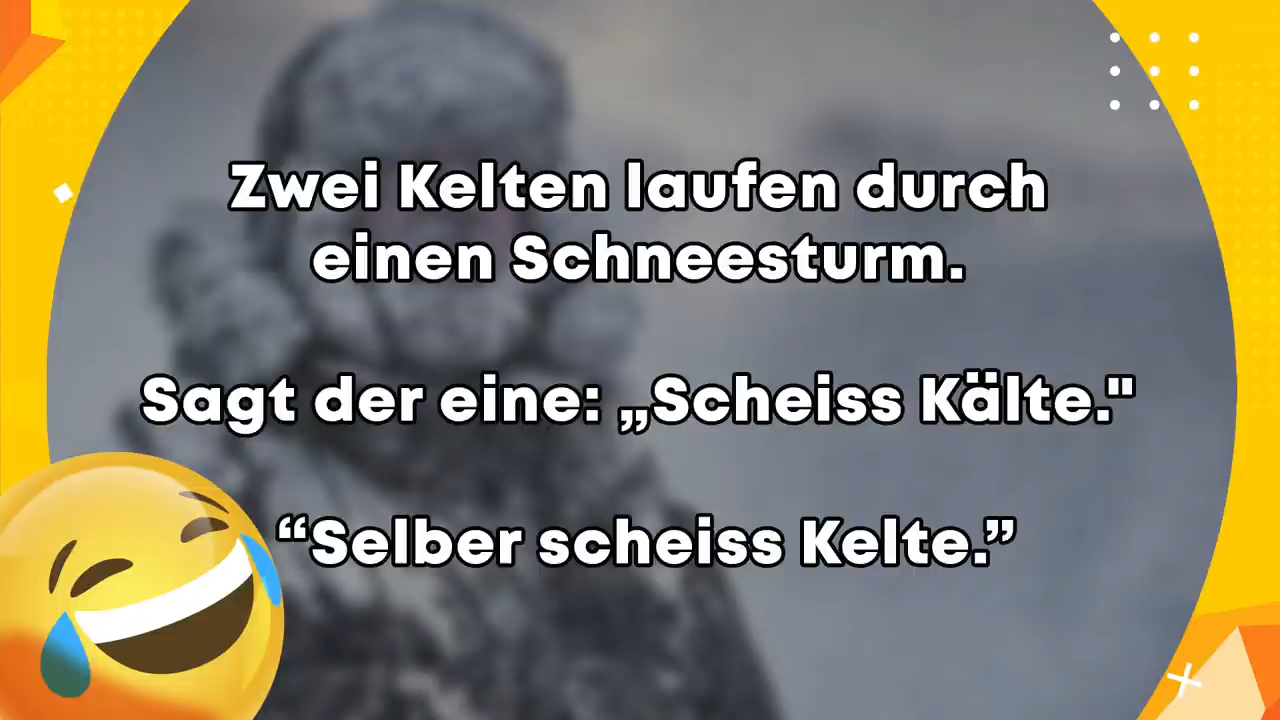 Zwei Kelten laufen durch
einen Schneesturm.
Sagt der eine: „Scheiss Kälte."
“Selber scheiss Kelte.”